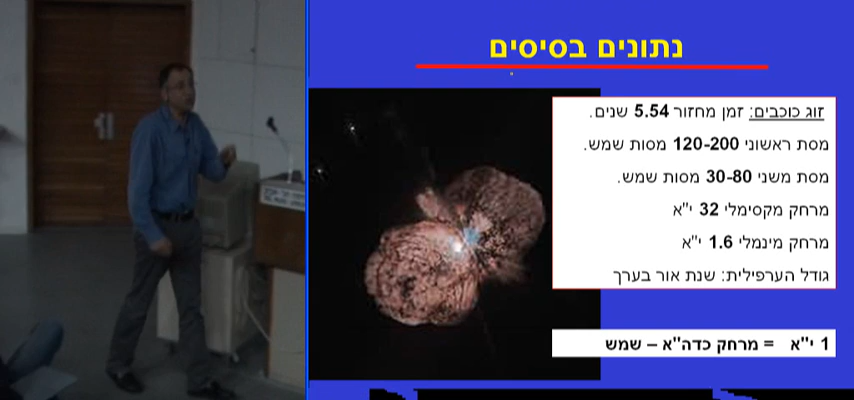 נתונים בסיסים
זוג כוכבים: זמן מחזור 5.54 שנים.
מסת ראשוני 120-200 מסות שמש.
מסת משני 30-80 מסות שמש.
מרחק מקסימלי 32 י"א
מרחק מינמלי 1.6 י"א
גודל הערפילית: שנת אור בערך
1 י"א = מרחק כדה"א – שמש